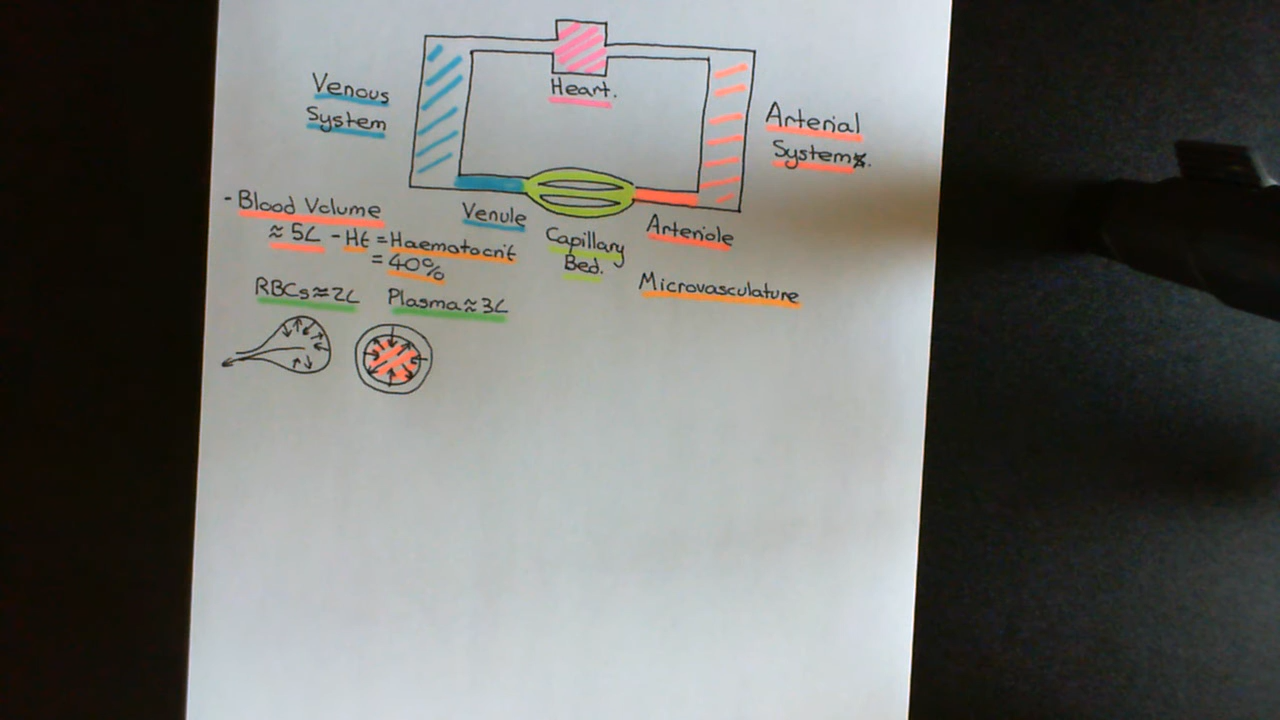 Heart.
Venous
System
Arterial
Systems.
Venule
Capillary
Bed.
Arteriole
Microvasculature
- Blood Volume
≈ 5L - Ht = Haematocrit
= 40%
RBCs ≈ 2L Plasma ≈ 3L